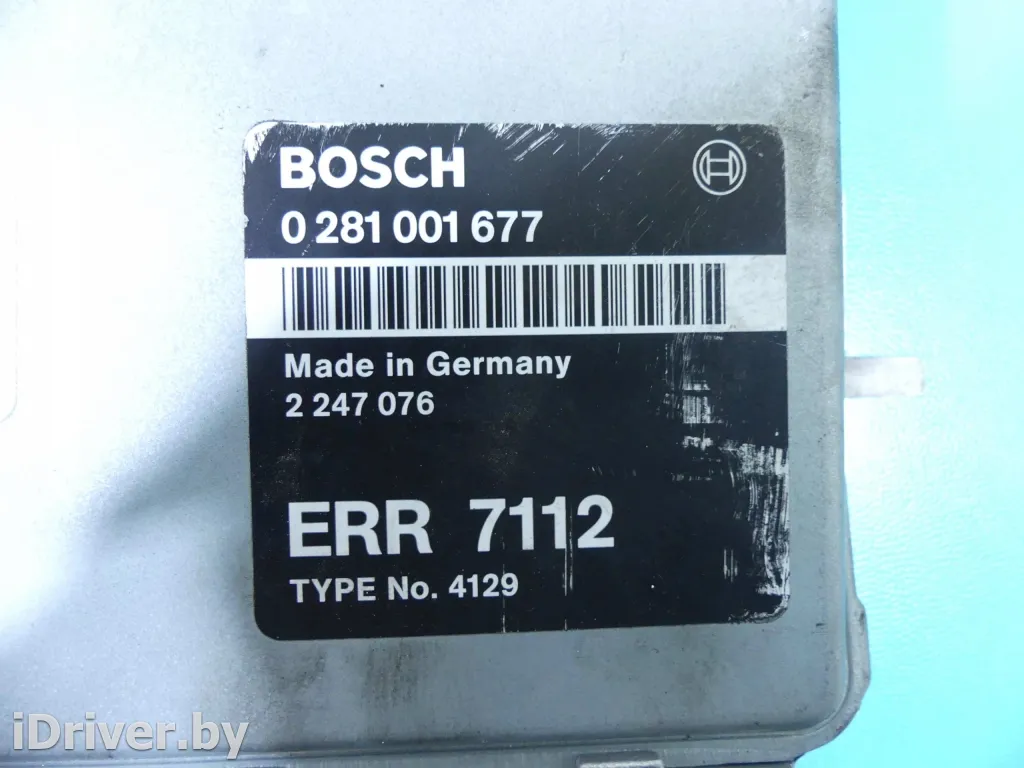 BOSCH
0 281 001 677
Made in Germany
2 247 076
ERR 7112
TYPE No. 4129
iDriver.by